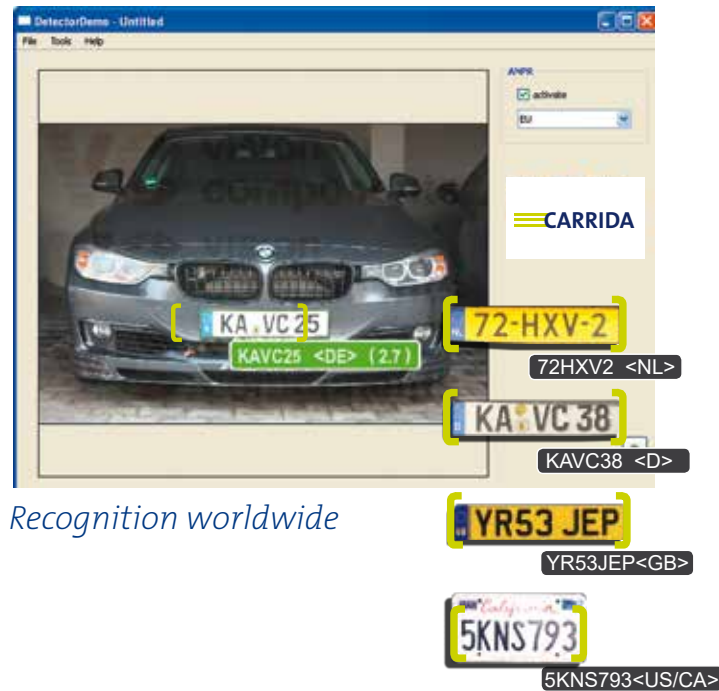 DetectorDemo - Untitled
File Tools Help
ANPR
activate
EU
CARRIDA
KA VC 25
KAVC25 <DE> (2.7)
NL
72-HXV-2
72HXV2 <NL>
KA VC 38
KAVC38 <D>
Recognition worldwide
YR53 JEP
YR53JEP<GB>
California
5KNS793
5KNS793<US/CA>